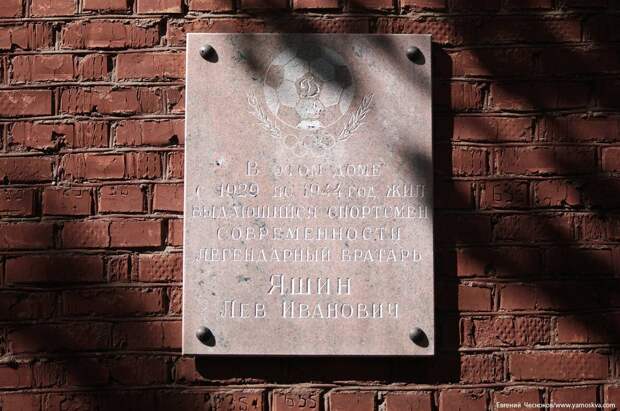 Д
В этом доме
с 1929 по 1944 год жил
выдающийся спортсмен
современности
легендарный вратарь
Яшин
Лев Иванович
Евгений Чесноков/www.yamoskva.com